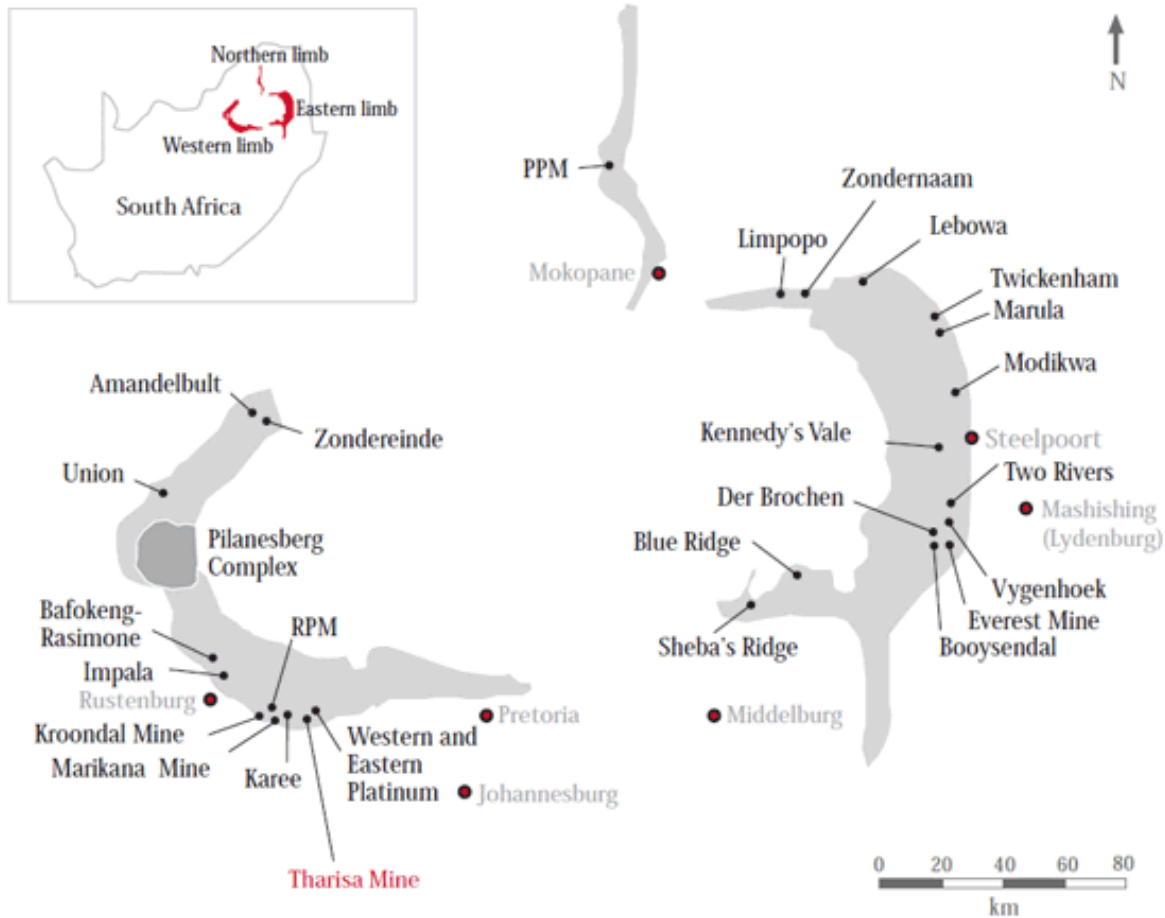 Northern limb
Eastern limb
Western limb
South Africa
N
PPM
Mokopane
Zondernaam
Limpopo
Lebowa
Twickenham
Marula
Modikwa
Kennedy's Vale
Steelpoort
Two Rivers
Der Brochen
Mashishing
(Lydenburg)
Blue Ridge
Vygenhoek
Everest Mine
Booysendal
Sheba's Ridge
Middelburg
Amandelbult
Zondereinde
Union
Pilanesberg
Complex
Bafokeng-
Rasimone
RPM
Impala
Rustenburg
Kroondal Mine
Marikana Mine
Karee
Western and
Eastern
Platinum
Pretoria
Johannesburg
Tharisa Mine
0 20 40 60 80
km